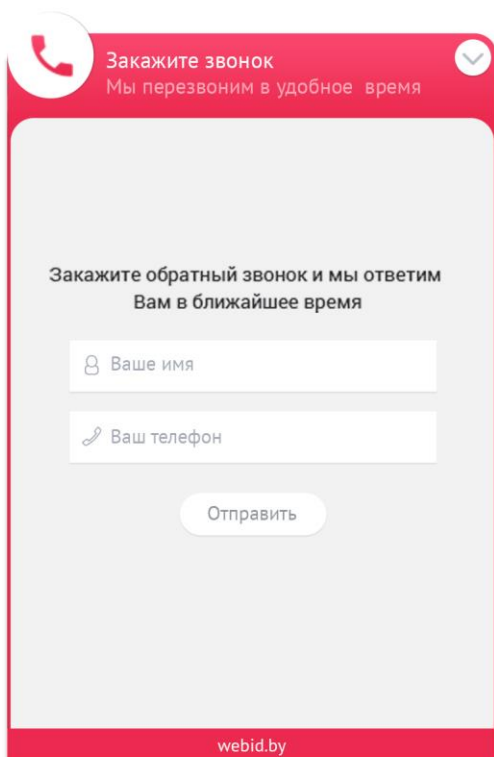 Закажите звонок
Мы перезвоним в удобное время
Закажите обратный звонок и мы ответим
Вам в ближайшее время
Ваше имя
Ваш телефон
Отправить
webid.by